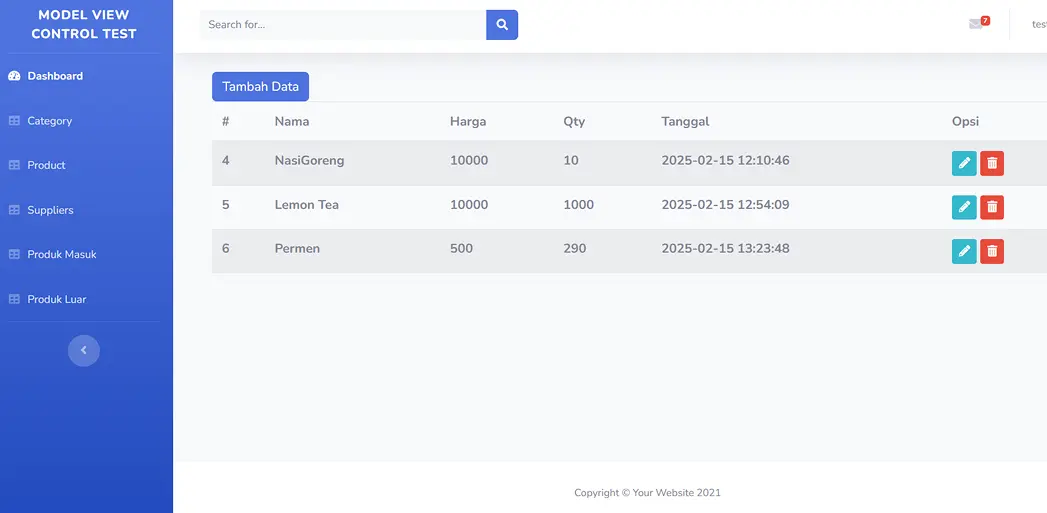 MODEL VIEW
CONTROL TEST
Dashboard
Category
Product
Suppliers
Produk Masuk
Produk Luar
Search for...
7
tes
Tambah Data
# Nama Harga Qty Tanggal Opsi
4 NasiGoreng 10000 10 2025-02-15 12:10:46
5 Lemon Tea 10000 1000 2025-02-15 12:54:09
6 Permen 500 290 2025-02-15 13:23:48
Copyright © Your Website 2021